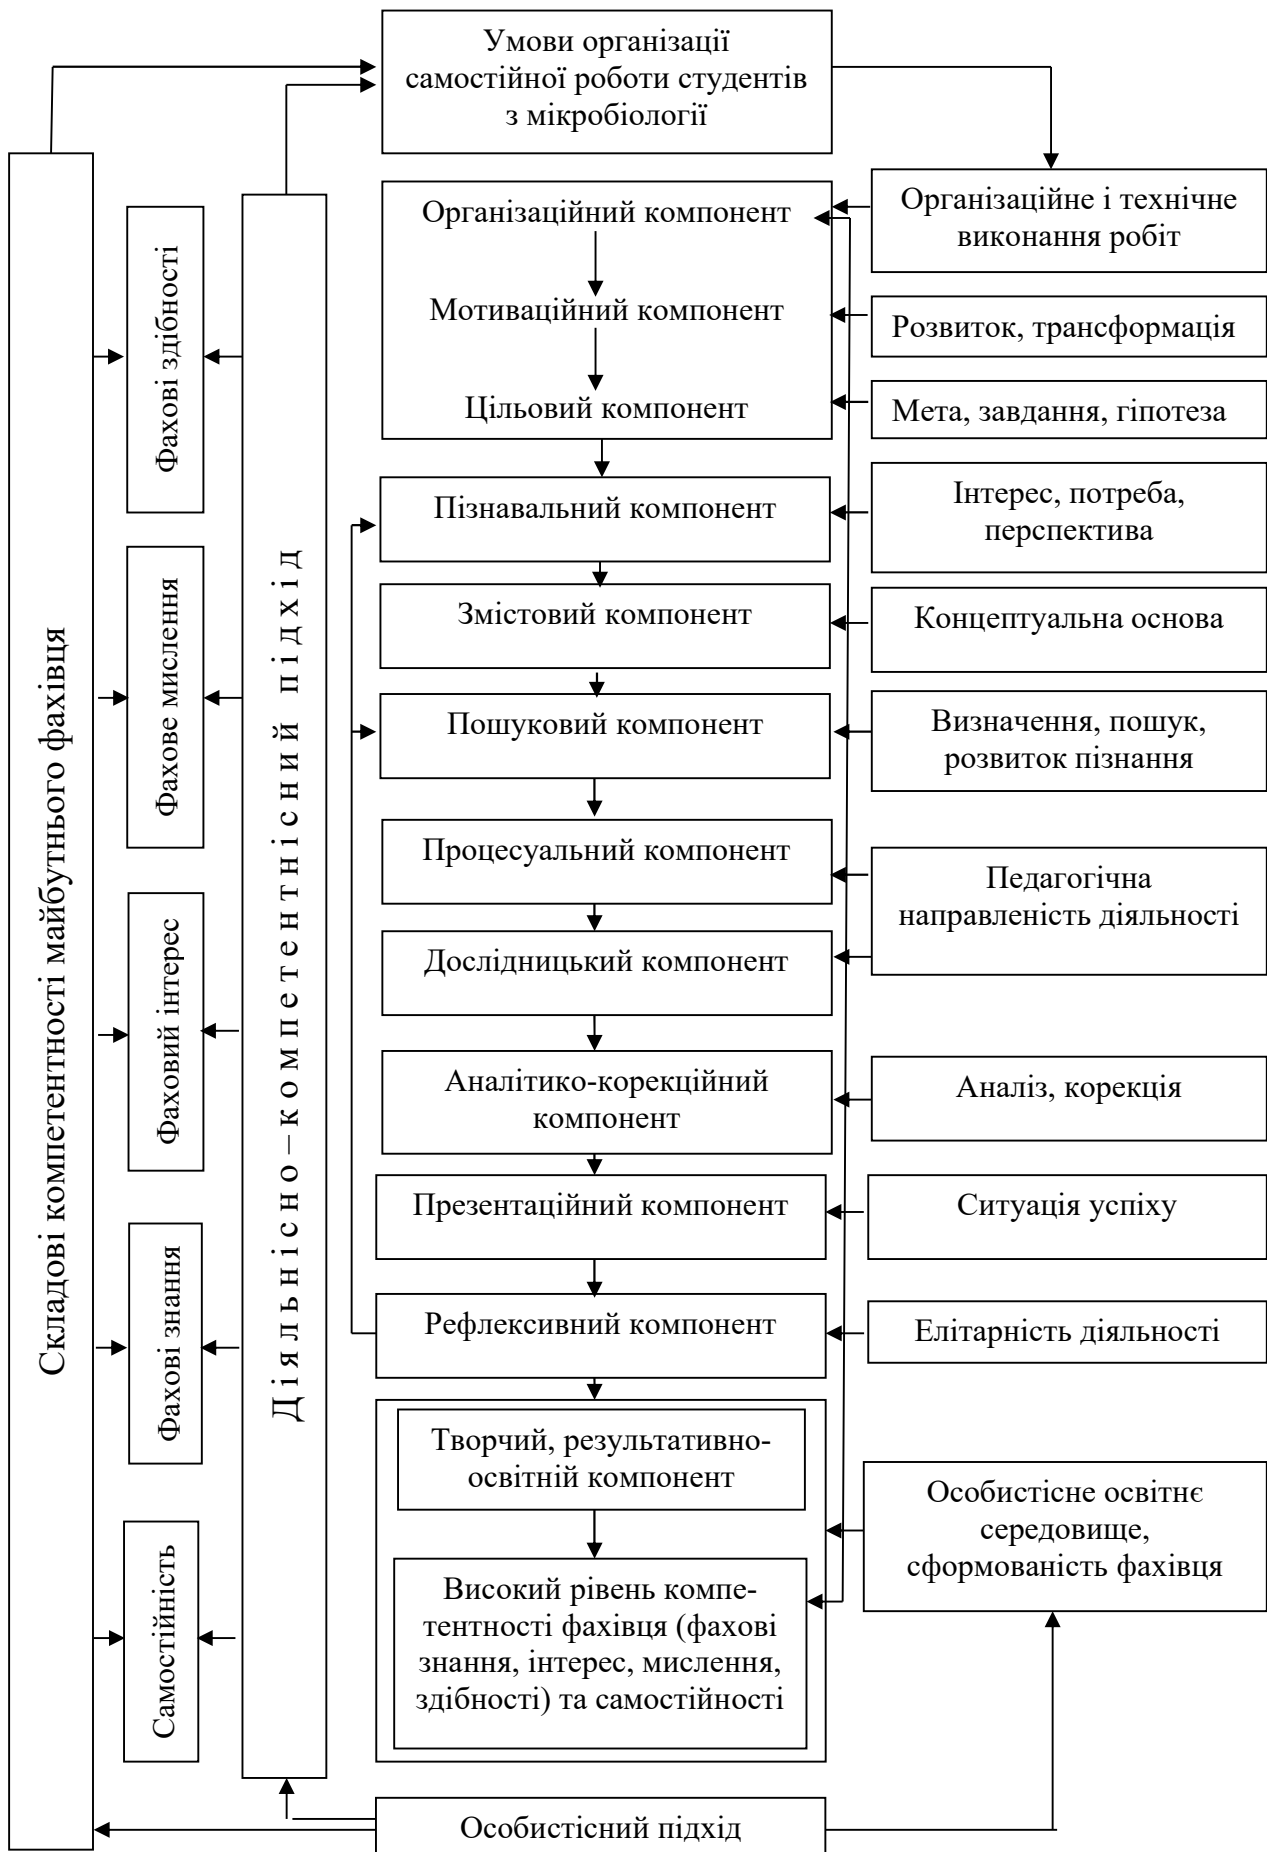 Умови організації
самостійної роботи студентів
з мікробіології
Складові компетентності майбутнього фахівця
Фахові здібності
Фахове мислення
Фаховий інтерес
Фахові знання
Самостійність
Діяльнісно–компетентнісний підхід
Організаційний компонент
Мотиваційний компонент
Цільовий компонент
Пізнавальний компонент
Змістовий компонент
Пошуковий компонент
Процесуальний компонент
Дослідницький компонент
Аналітико-корекційний
компонент
Презентаційний компонент
Рефлексивний компонент
Творчий, результативно-
освітній компонент
Високий рівень компе-
тентності фахівця (фахові
знання, інтерес, мислення,
здібності) та самостійності
Організаційне і технічне
виконання робіт
Розвиток, трансформація
Мета, завдання, гіпотеза
Інтерес, потреба,
перспектива
Концептуальна основа
Визначення, пошук,
розвиток пізнання
Педагогічна
направленість діяльності
Аналіз, корекція
Ситуація успіху
Елітарність діяльності
Особистісне освітнє
середовище,
сформованість фахівця
Особистісний підхід